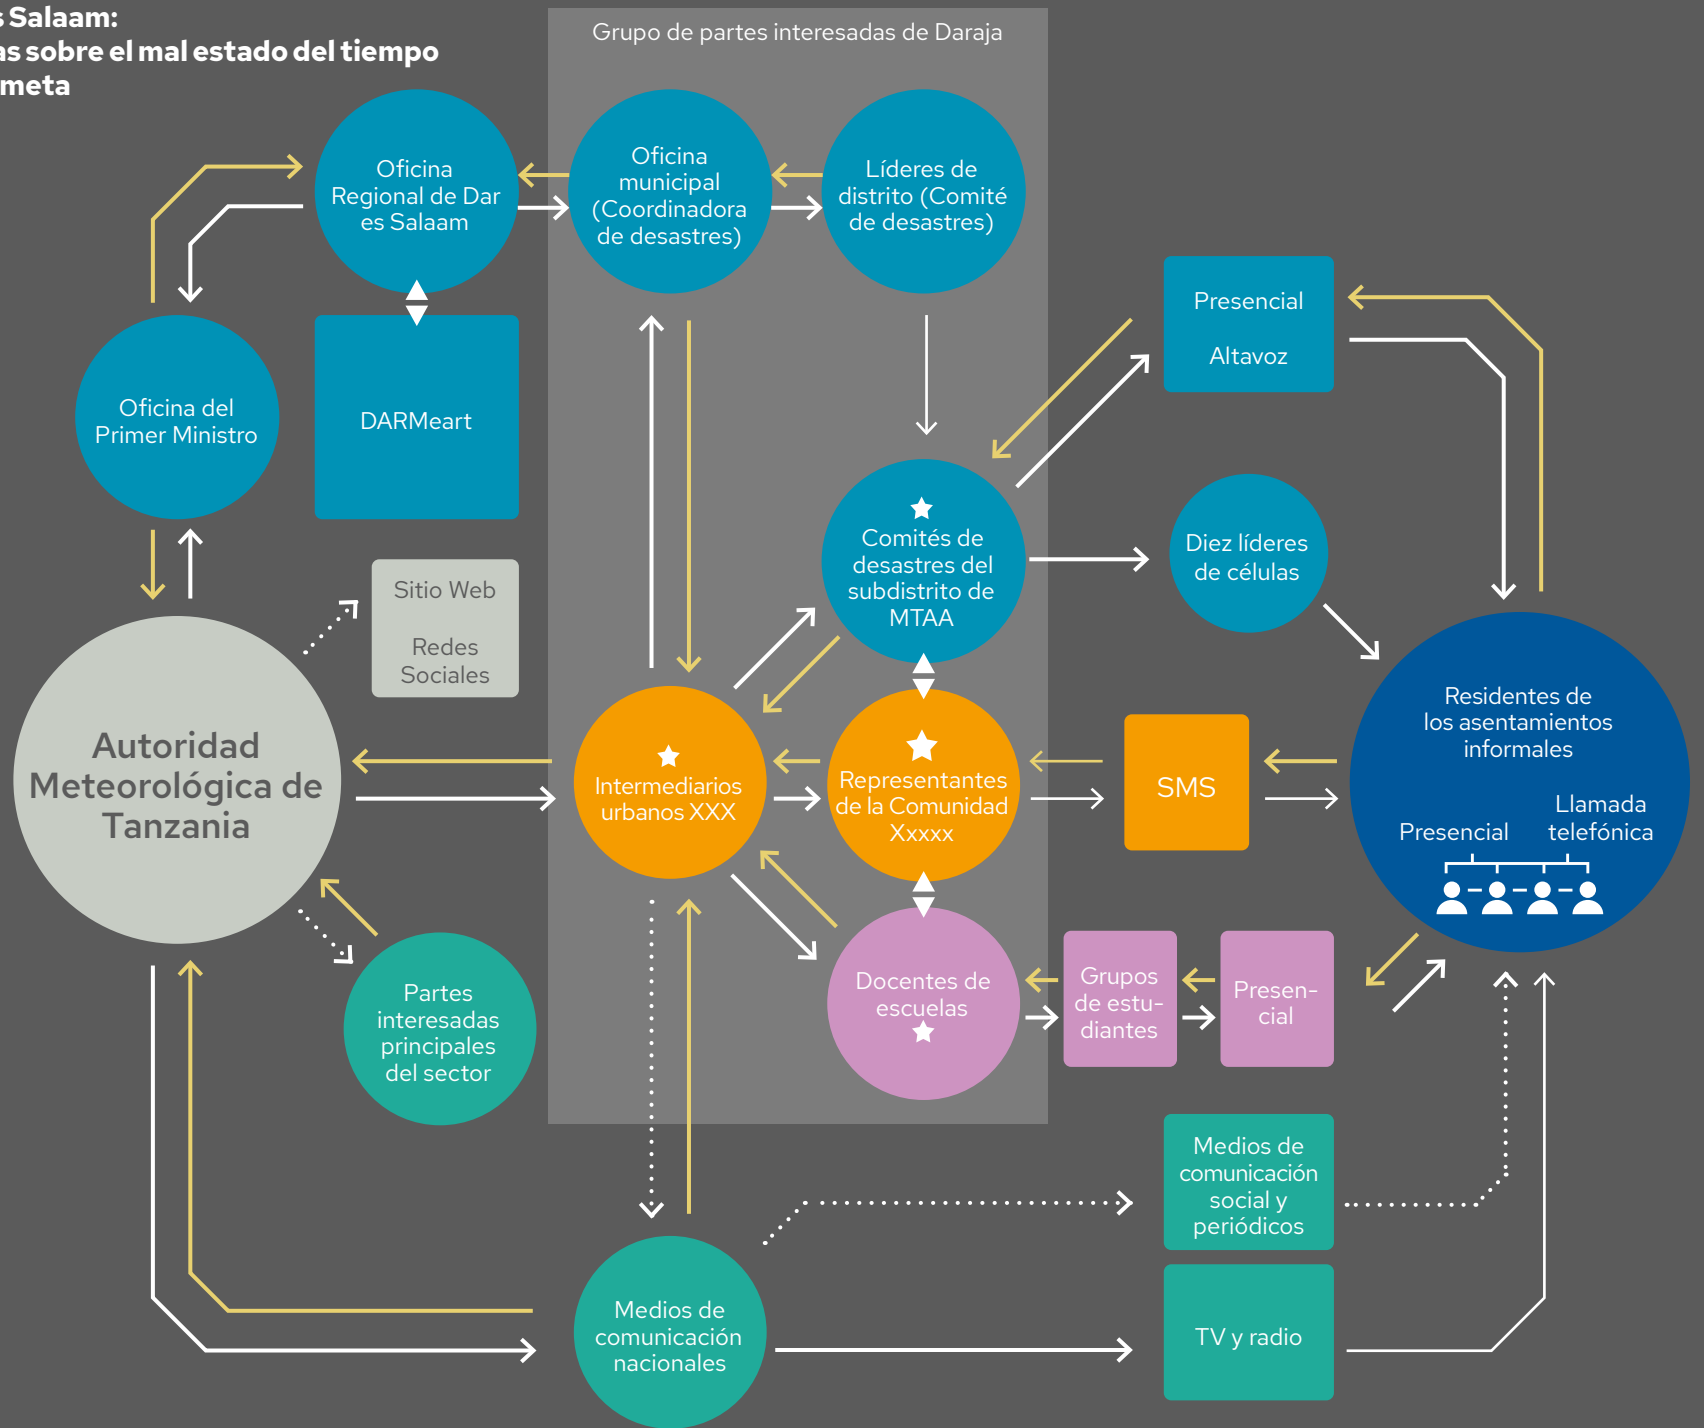 s Salaam:
as sobre el mal estado del tiempo
meta
Grupo de partes interesadas de Daraja
Oficina
Regional de Dar
es Salaam
Oficina
municipal
(Coordinadora
de desastres)
Líderes de
distrito (Comité
de desastres)
Presencial
Altavoz
Oficina del
Primer Ministro
DARMeart
Comités de
desastres del
subdistrito de
MTAA
Diez líderes
de células
Sitio Web
Redes
Sociales
Autoridad
Meteorológica de
Tanzania
Intermediarios
urbanos XXX
Representantes
de la Comunidad
Xxxxx
SMS
Residentes de
los asentamientos
informales
Presencial
Llamada
telefónica
Partes
interesadas
principales
del sector
Docentes de
escuelas
Grupos
de estu-
diantes
Presen-
cial
Medios de
comunicación
social y
periódicos
Medios de
comunicación
nacionales
TV y radio